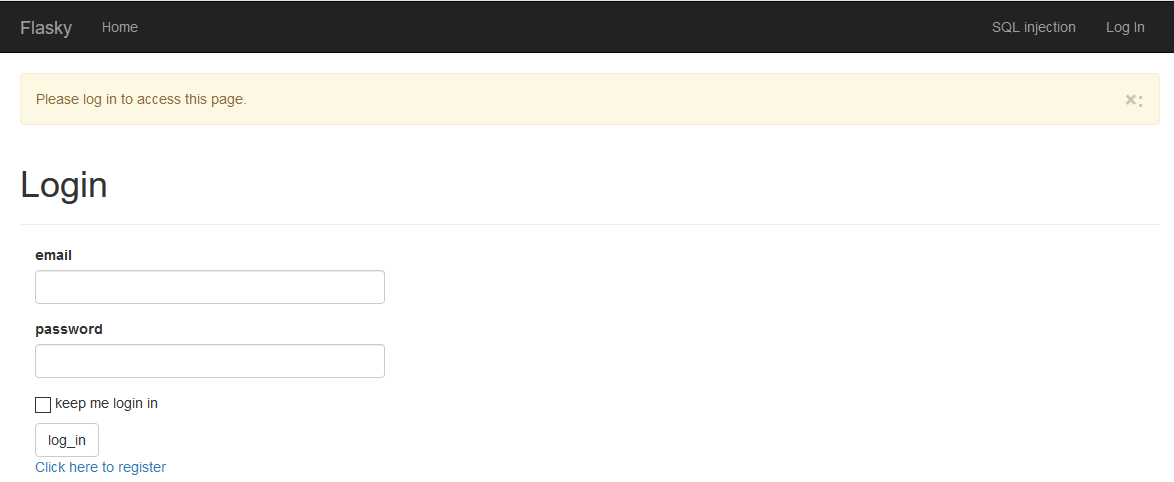 Flasky Home SQL injection Log In
Please log in to access this page. ×:
Login
email
password
keep me login in
log_in
Click here to register